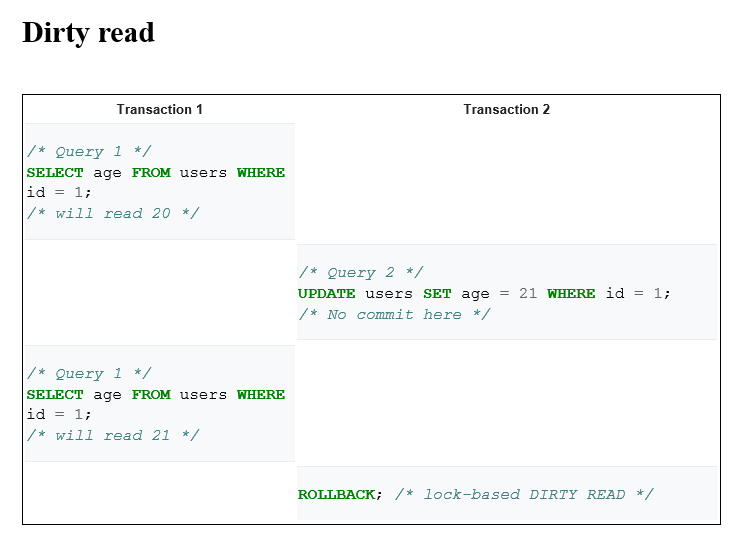 Dirty read
Transaction 1
Transaction 2
/* Query 1 */
SELECT age FROM users WHERE
id = 1;
/* will read 20 */
/* Query 2 */
UPDATE users SET age = 21 WHERE id = 1;
/* No commit here */
/* Query 1 */
SELECT age FROM users WHERE
id = 1;
/* will read 21 */
ROLLBACK; /* lock-based DIRTY READ */